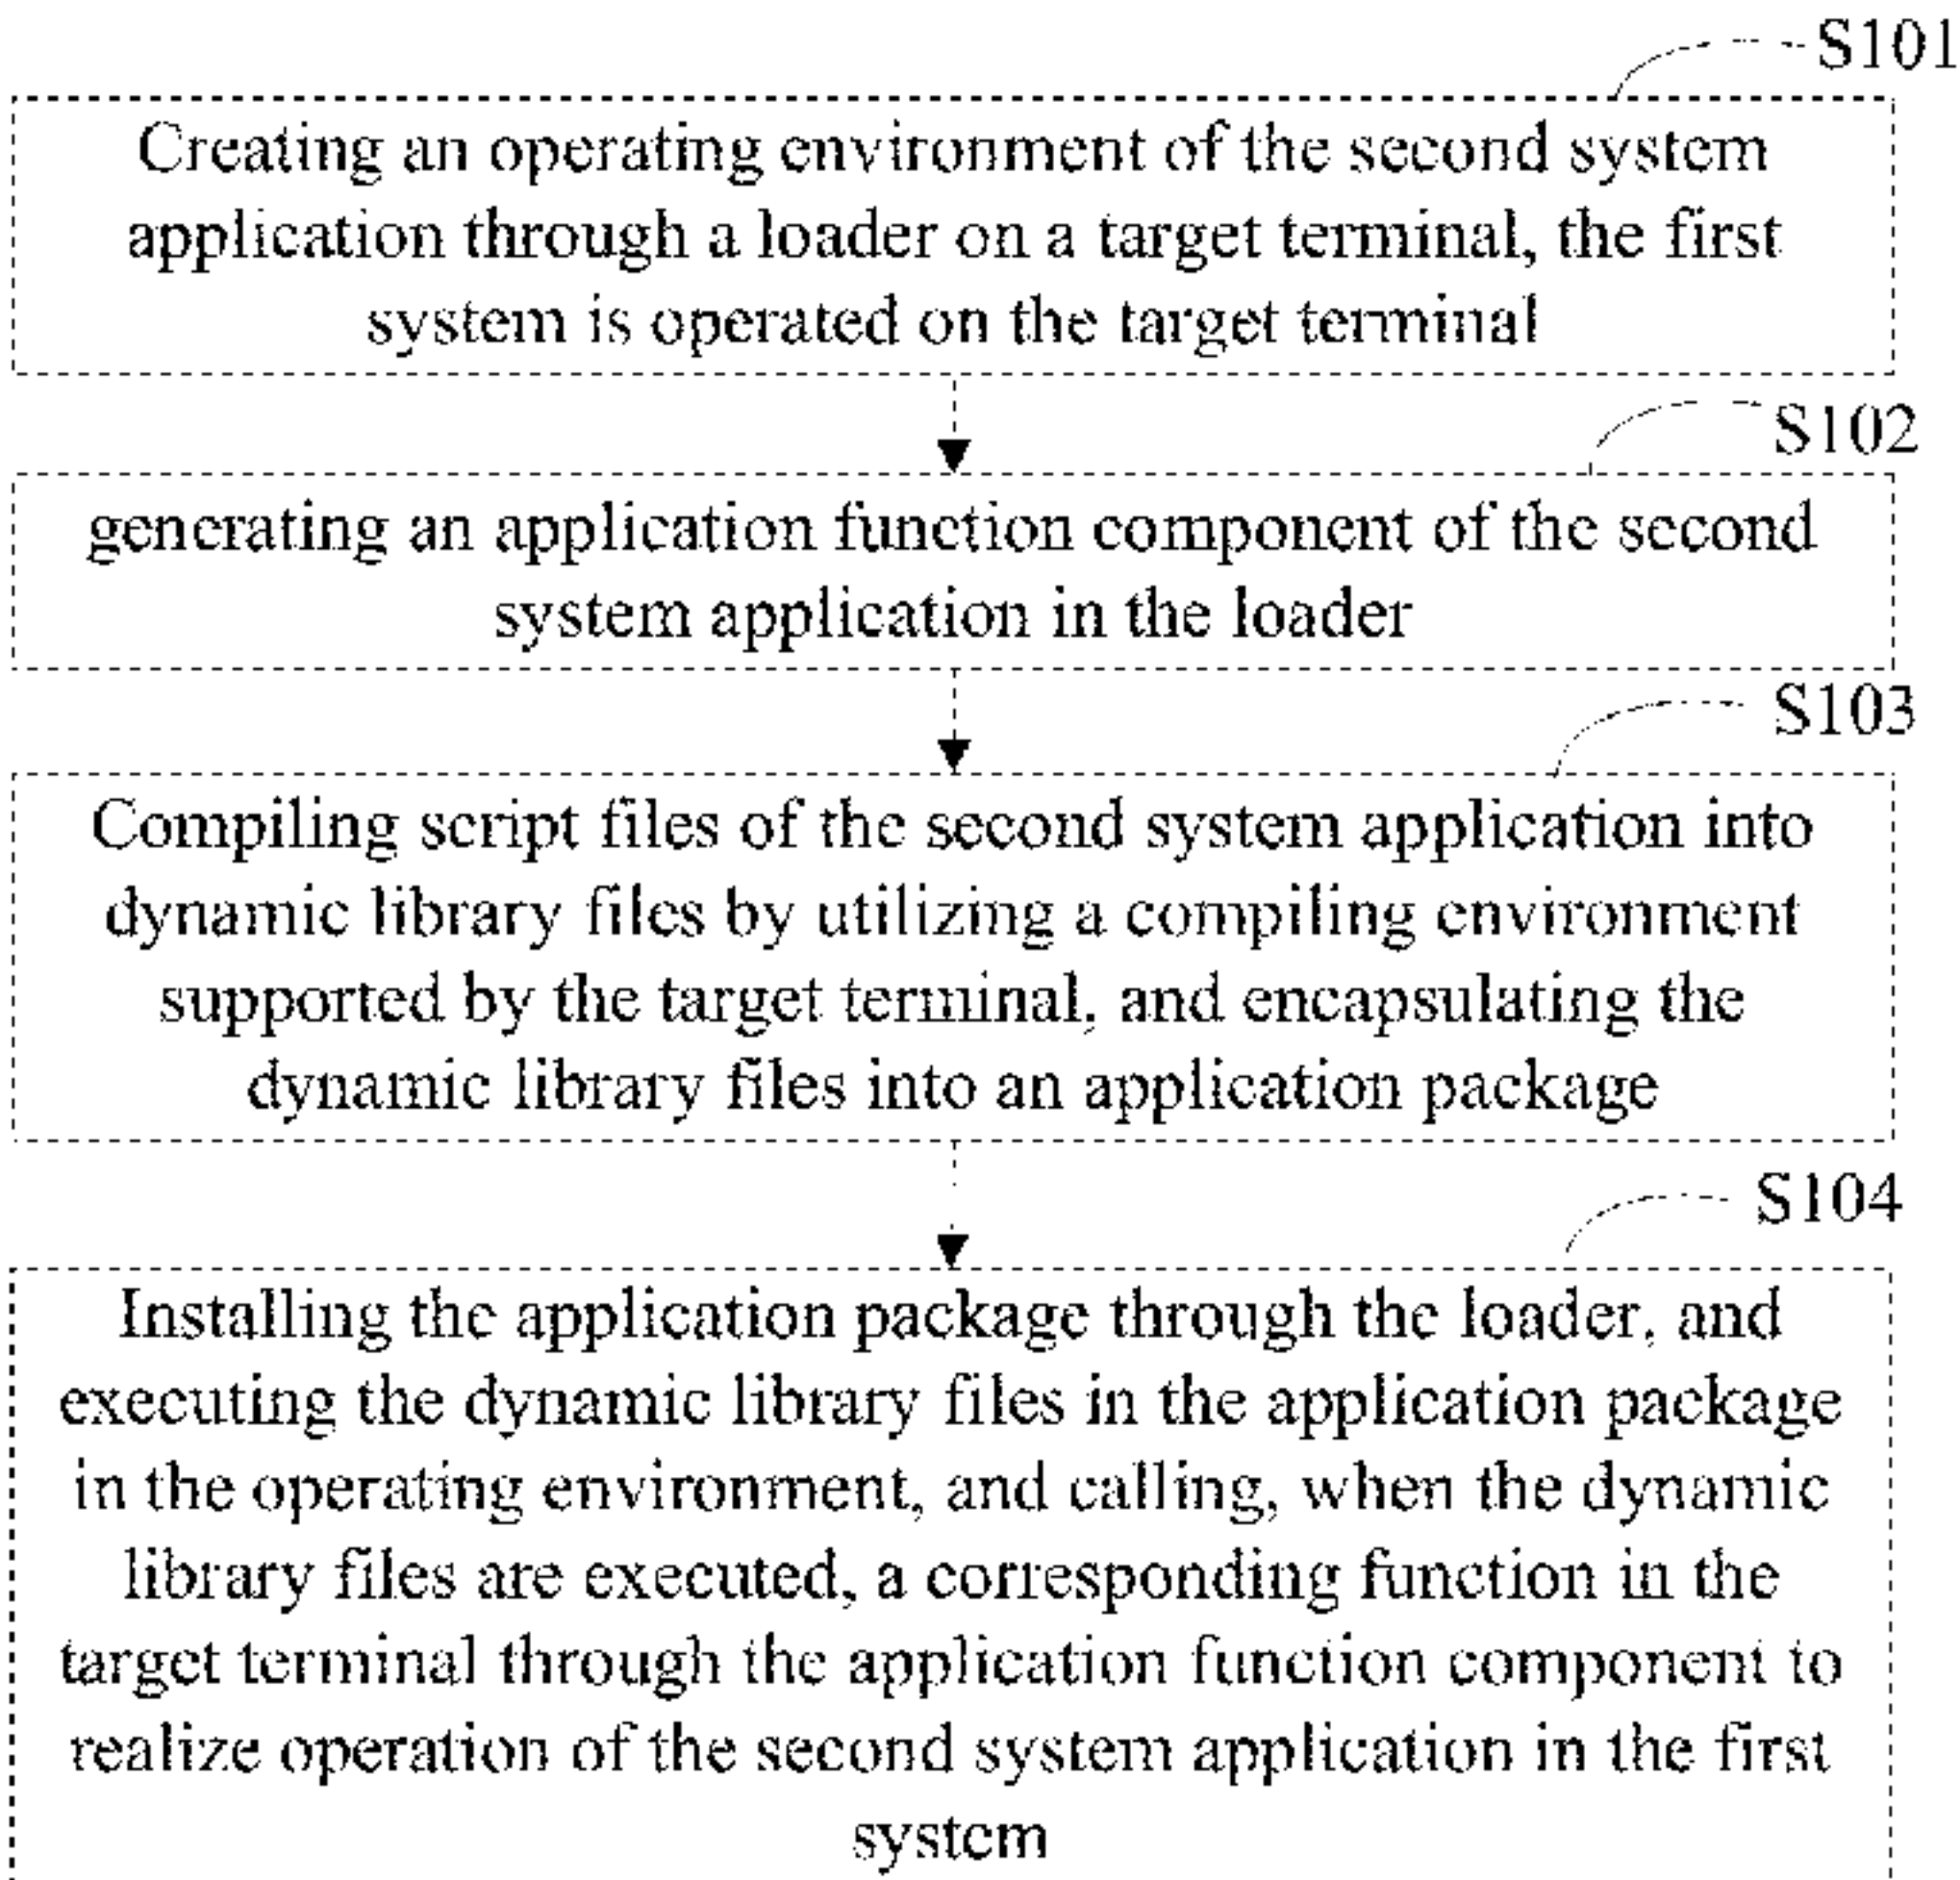 S101
Creating an operating environment of the second system
application through a loader on a target terminal, the first
system is operated on the target terminal
S102
generating an application function component of the second
system application in the loader
S103
Compiling script files of the second system application into
dynamic library files by utilizing a compiling environment
supported by the target terminal, and encapsulating the
dynamic library files into an application package
S104
Installing the application package through the loader, and
executing the dynamic library files in the application package
in the operating environment, and calling, when the dynamic
library files are executed, a corresponding function in the
target terminal through the application function component to
realize operation of the second system application in the first
system